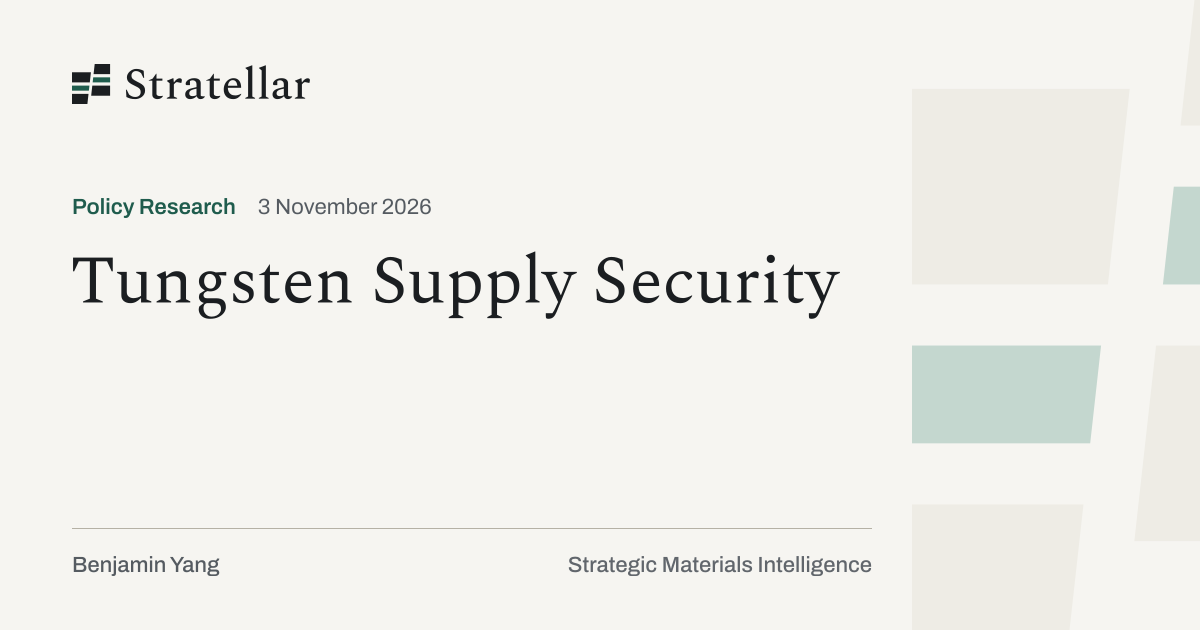 Stratellar
Policy Research 3 November 2026
Tungsten Supply Security
Benjamin Yang
Strategic Materials Intelligence